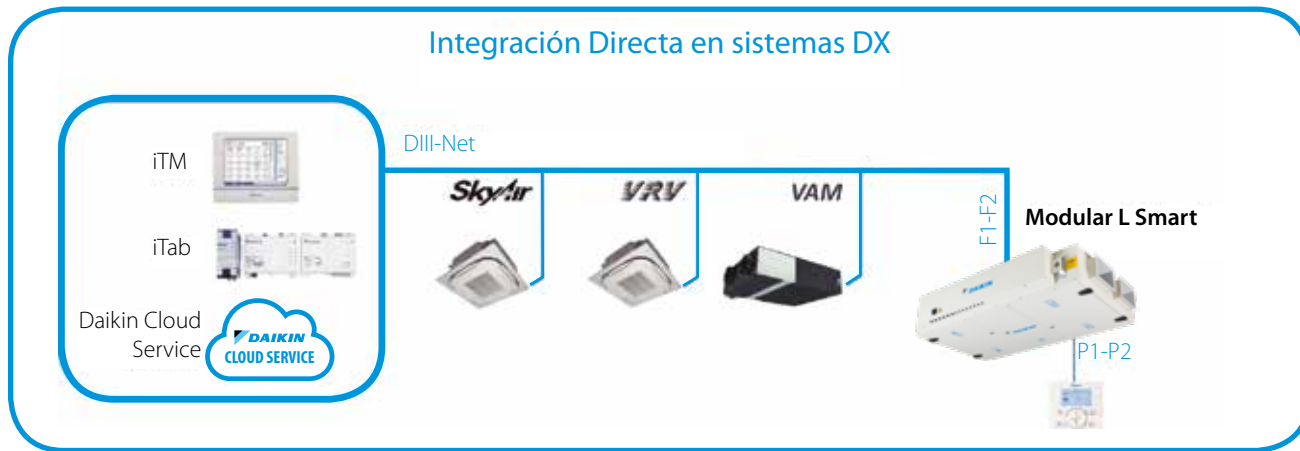 Integración Directa en sistemas DX
iTM
iTab
Daikin Cloud
Service
DAIKIN
CLOUD SERVICE
DIII-Net
SkyAir
VRV
VAM
F1-F2
Modular L Smart
DAIKIN
P1-P2